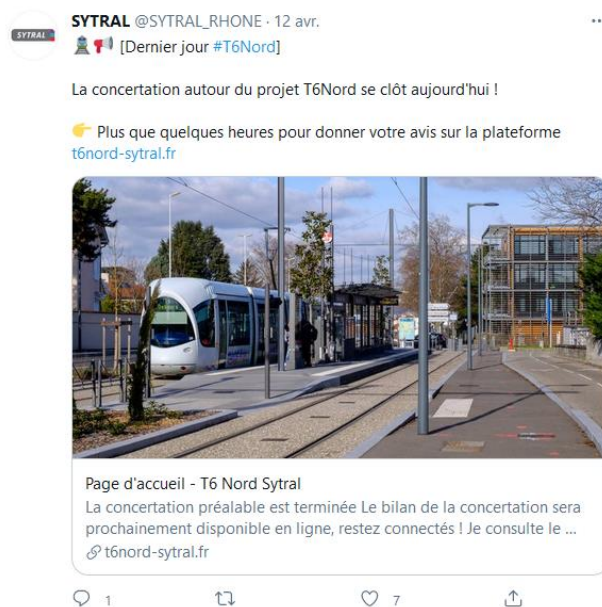 SYTRAL @SYTRAL_RHONE · 12 avr.
SYTRAL
[Dernier jour #T6Nord]
La concertation autour du projet T6Nord se clôt aujourd'hui !
Plus que quelques heures pour donner votre avis sur la plateforme
t6nord-sytral.fr
Page d'accueil - T6 Nord Sytral
La concertation préalable est terminée Le bilan de la concertation sera
prochainement disponible en ligne, restez connectés ! Je consulte le ...
t6nord-sytral.fr
1
7